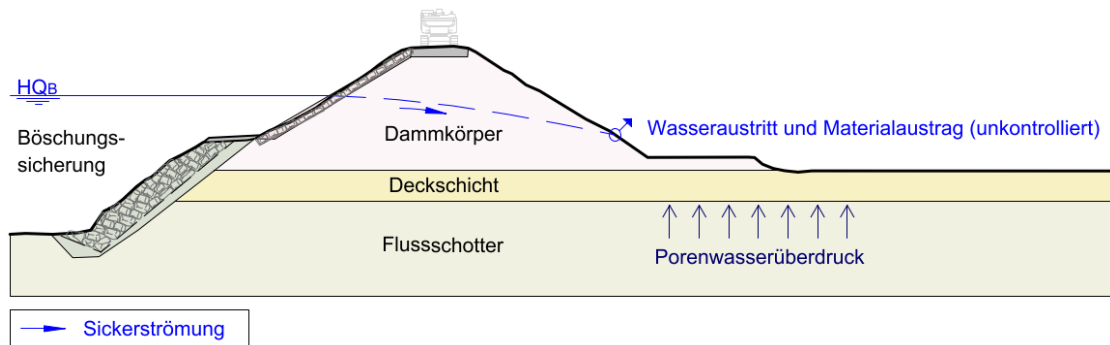 HQB
Böschungs-
sicherung
Dammkörper
Wasseraustritt und Materialaustrag (unkontrolliert)
Deckschicht
Flussschotter
Porenwasserüberdruck
Sickerströmung